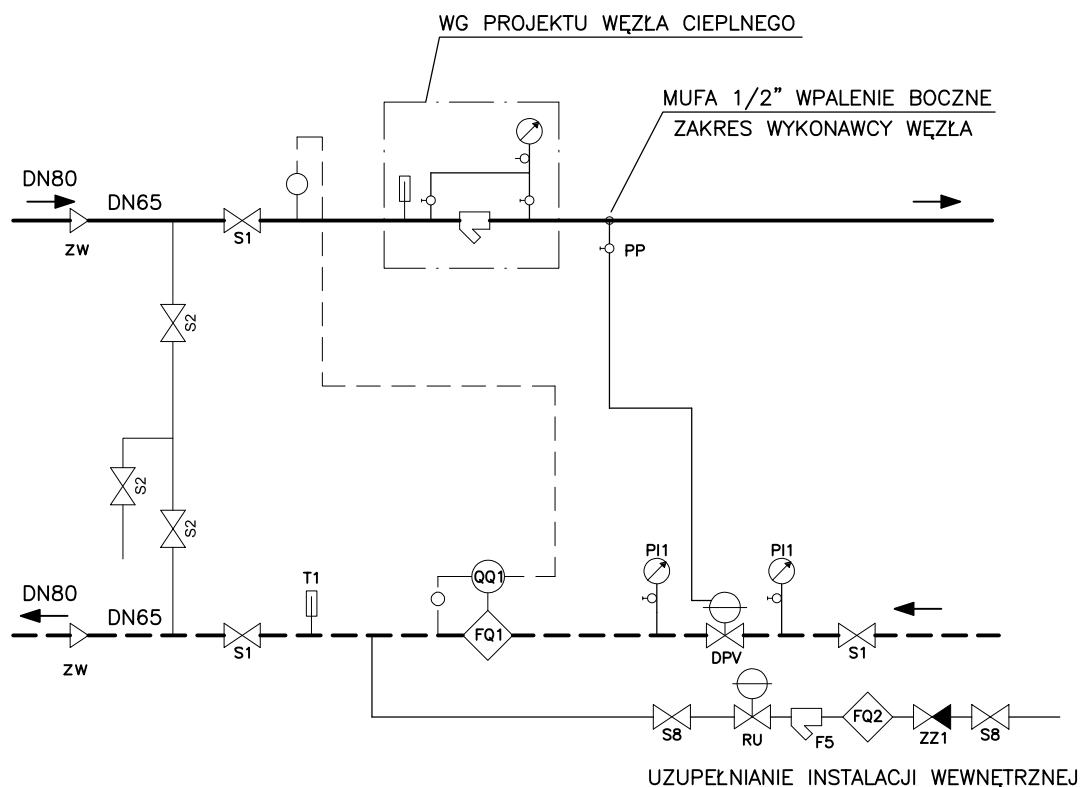 WG PROJEKTU WĘZŁA CIEPLNEGO
MUFA 1/2” WPALENIE BOCZNE
ZAKRES WYKONAWCY WĘZŁA
DN80
DN65
ZW
S1
PP
S2
S2
S2
PI1
PI1
T1
QQ1
DN80
DN65
FQ1
ZW
S1
DPV
S1
S8
RU
F5
FQ2
ZZ1
S8
UZUPEŁNIANIE INSTALACJI WEWNĘTRZNEJ